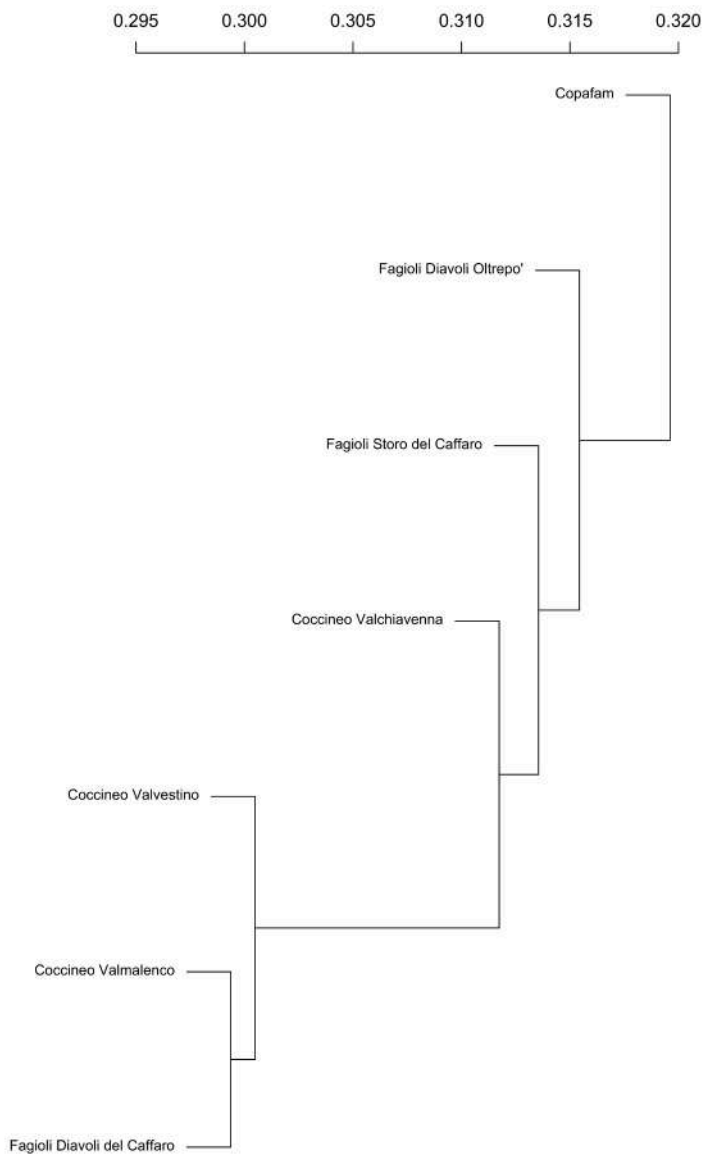 0.295 0.300 0.305 0.310 0.315 0.320
Copafam
Fagioli Diavoli Oltrepo'
Fagioli Storo del Caffaro
Coccineo Valchiavenna
Coccineo Valvestino
Coccineo Valmalenco
Fagioli Diavoli del Caffaro